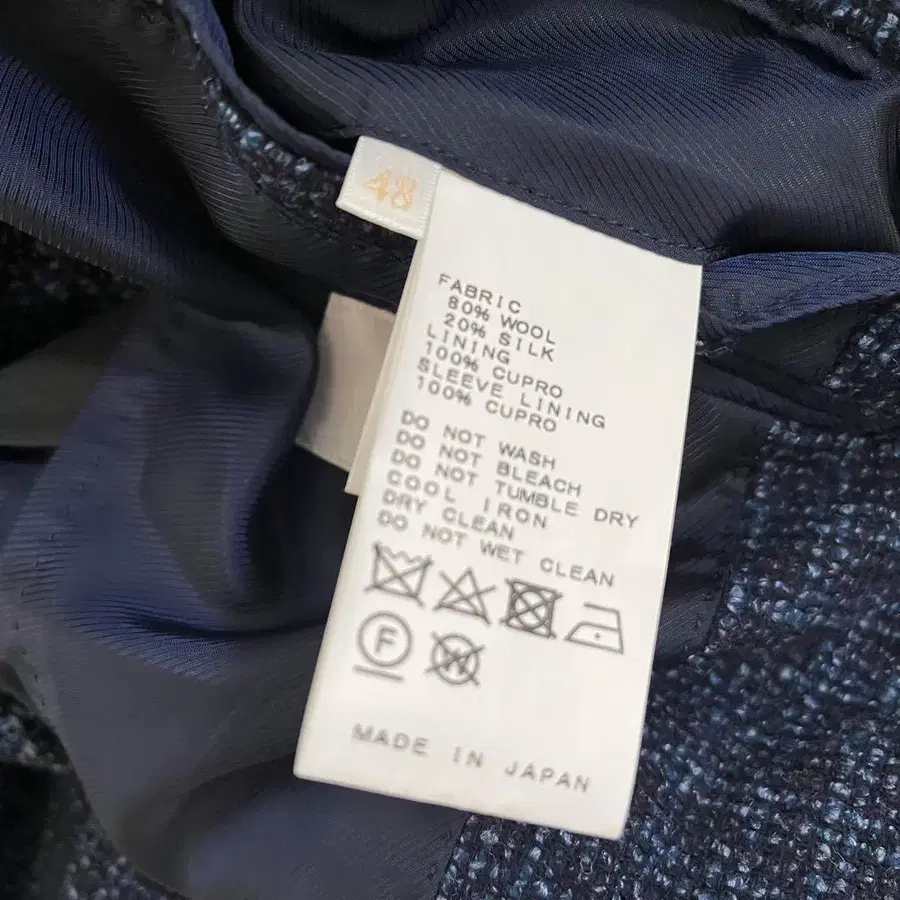 48
FABRIC
80% WOOL
20% SILK
LINING
100% CUPRO
SLEEVE LINING
100% CUPRO
DO NOT WASH
DO NOT BLEACH
DO NOT TUMBLE DRY
COOL IRON
DRY CLEAN
DO NOT WET CLEAN
F W
MADE IN JAPAN